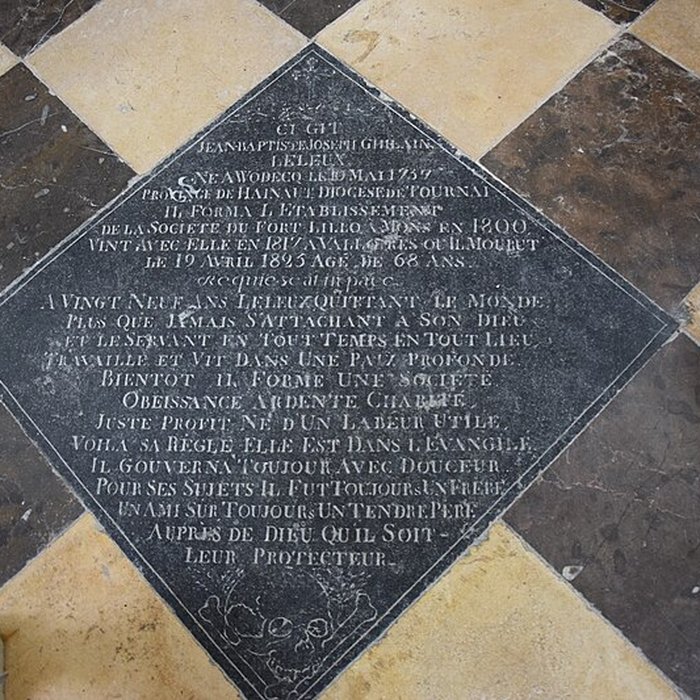 CI GIT
JEAN-BAPTISTE JOSEPH GHILAIN
LELEUX
NE A WODECQ LE 19 MAI 1757
PROVINCE DE HAINAUT DIOCESE DE TOURNAI
IL FORMA L ETABLISSEMENT
DE LA SOCIETE DU FORT LILLO A MONS EN 1800
VINT AVEC ELLE EN 1817 A VALLOIRES OU IL MOURUT
LE 19 AVRIL 1825 AGÉ DE 68 ANS
Requiescat in pace
A VINGT NEUF ANS LELEUX QUITTANT LE MONDE
PLUS QUE JAMAIS S'ATTACHANT A SON DIEU
ET LE SERVANT EN TOUT TEMPS EN TOUT LIEU
TRAVAILLE ET VIT DANS UNE PAIX PROFONDE
BIENTOT IL FORME UNE SOCIETE
OBEISSANCE ARDENTE CHARITE
JUSTE PROFIT NÉ D'UN LABEUR UTILE
VOILA SA RÈGLE ELLE EST DANS L'EVANGILE
IL GOUVERNA TOUJOUR AVEC DOUCEUR
POUR SES SUJETS IL FUT TOUJOURS UN FRERE
UN AMI SUR TOUJOURS UN TENDRE PERE
AUPRÈS DE DIEU QU IL SOIT-
LEUR PROTECTEUR